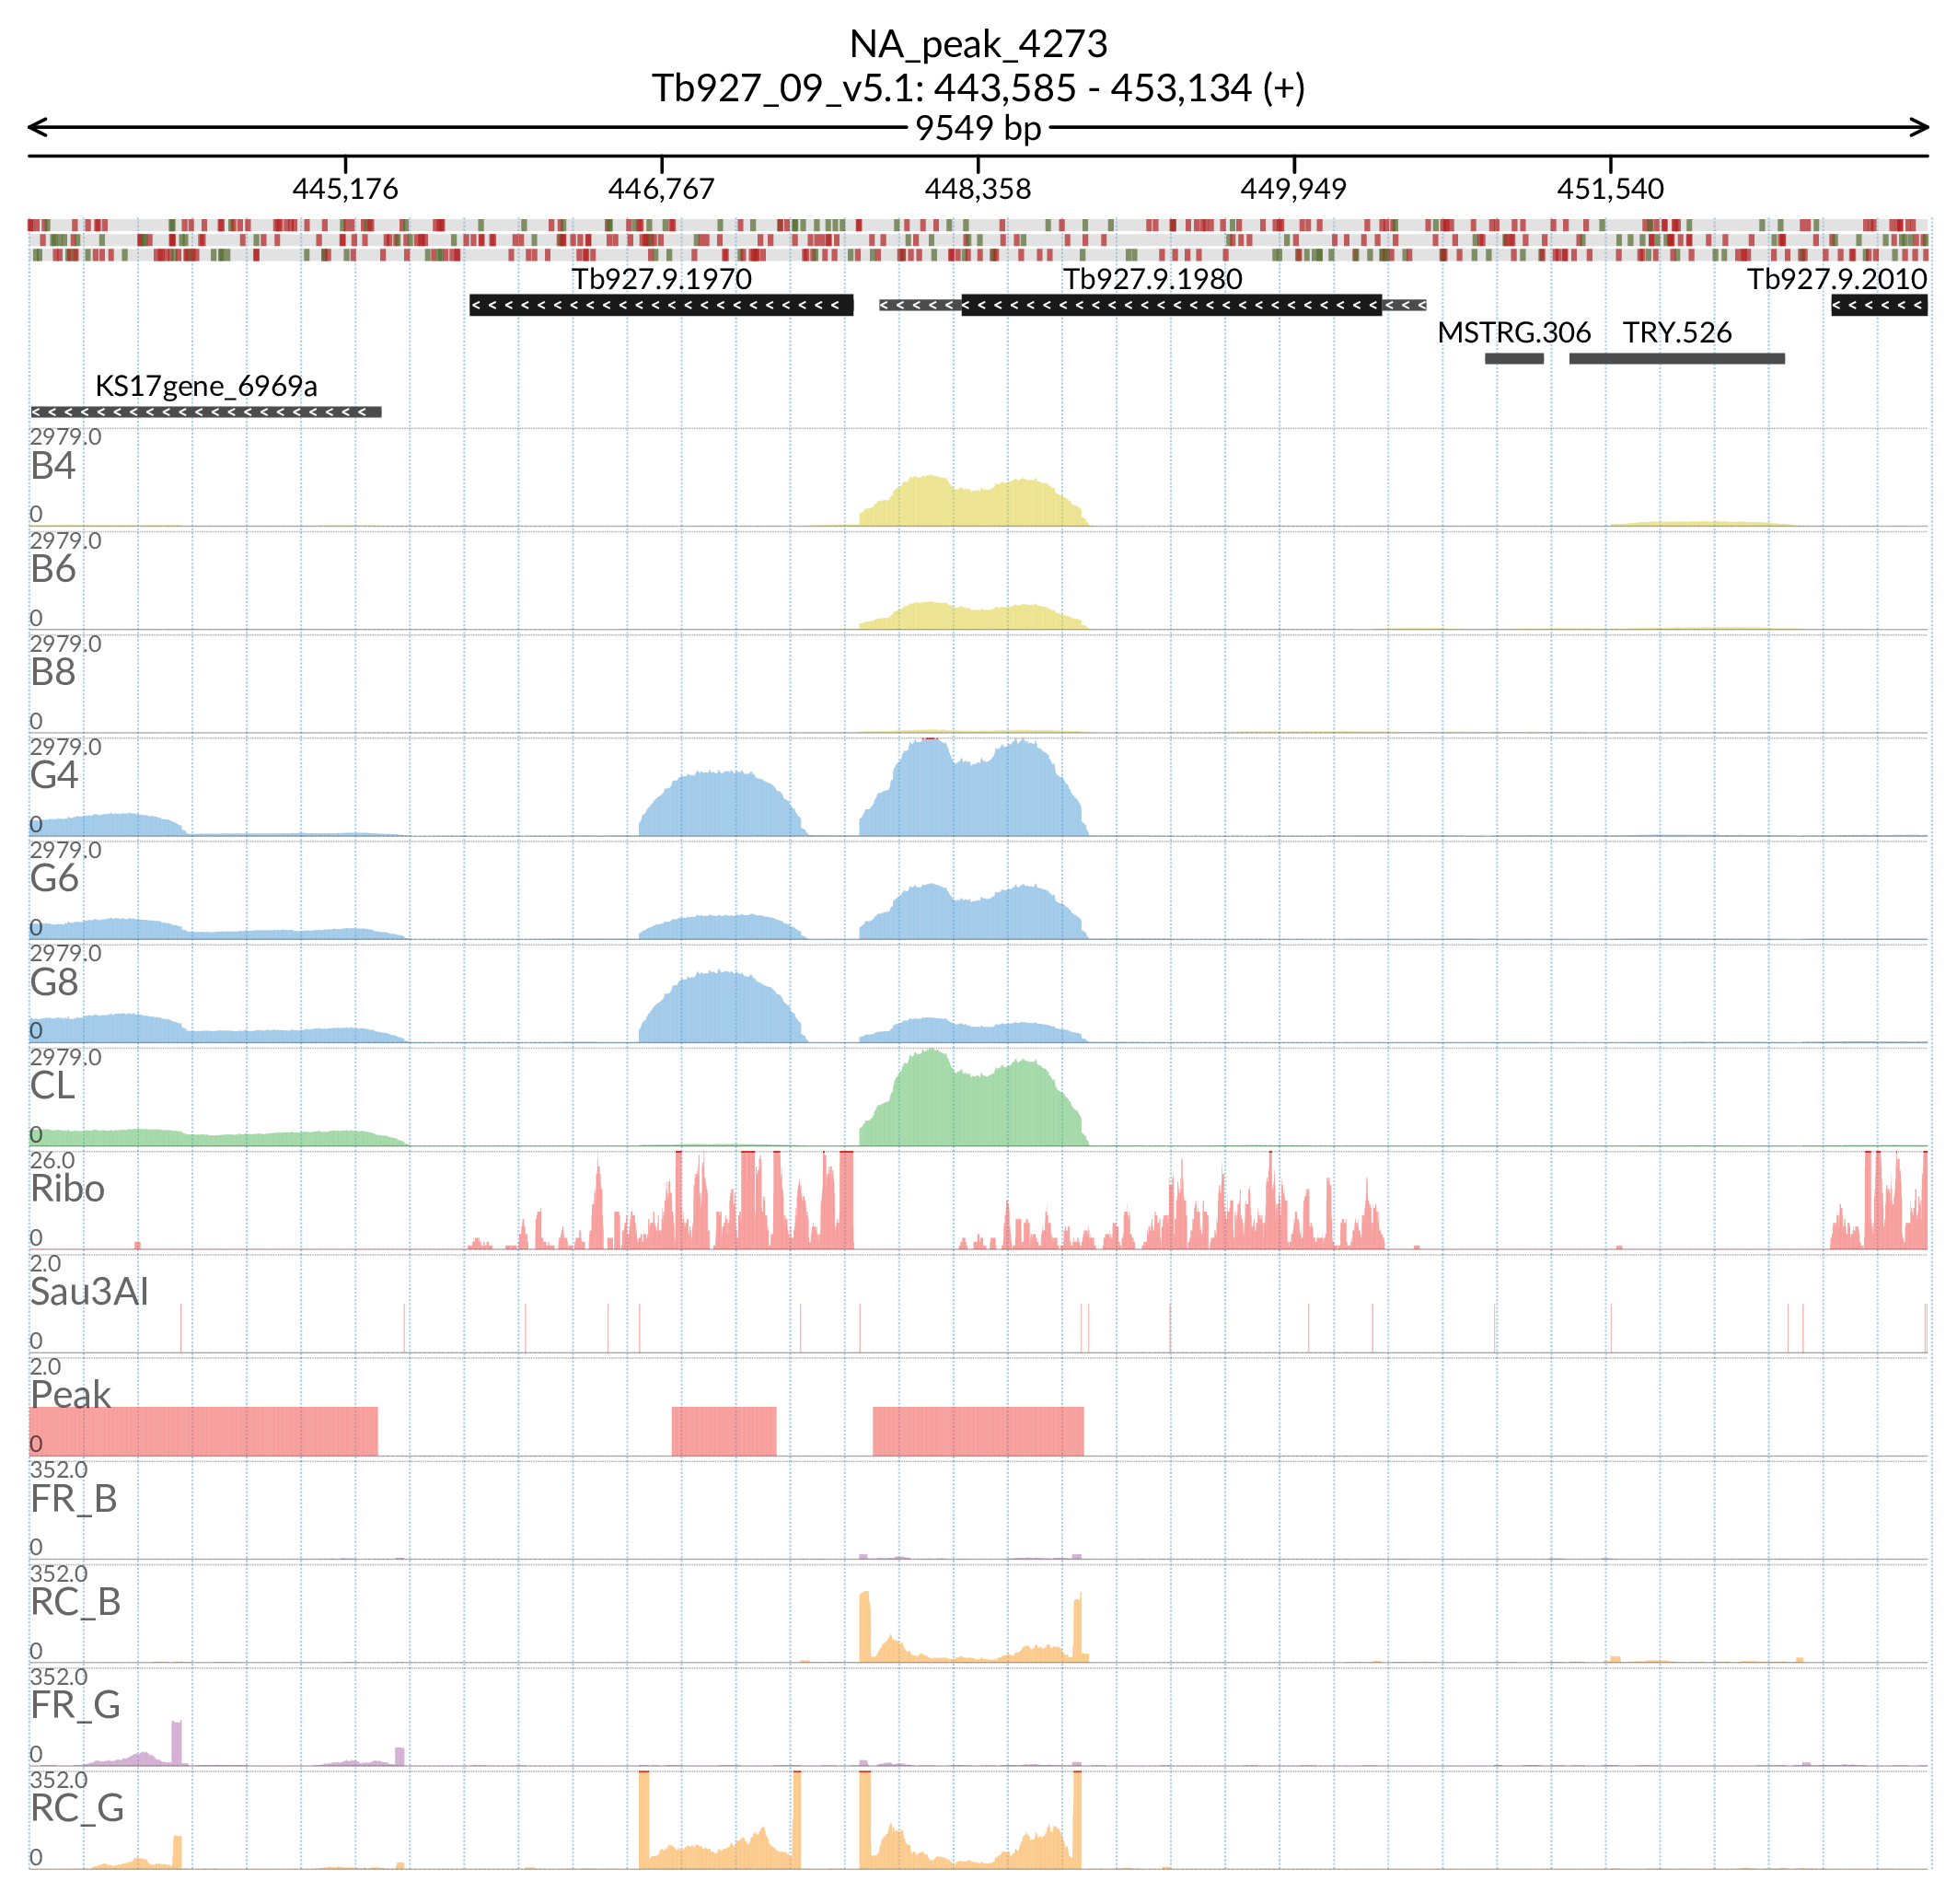 NA_peak_4273
Tb927_09_v5.1: 443,585 - 453,134 (+)
9549 bp
445,176 446,767 448,358 449,949 451,540
Tb927.9.1970 Tb927.9.1980 Tb927.9.2010
MSTRG.306 TRY.526
KS17gene_6969a
2979.0
B4
0
2979.0
B6
0
2979.0
B8
0
2979.0
G4
0
2979.0
G6
0
2979.0
G8
0
2979.0
CL
0
26.0
Ribo
0
2.0
Sau3AI
0
2.0
Peak
0
352.0
FR_B
0
352.0
RC_B
0
352.0
FR_G
0
352.0
RC_G
0